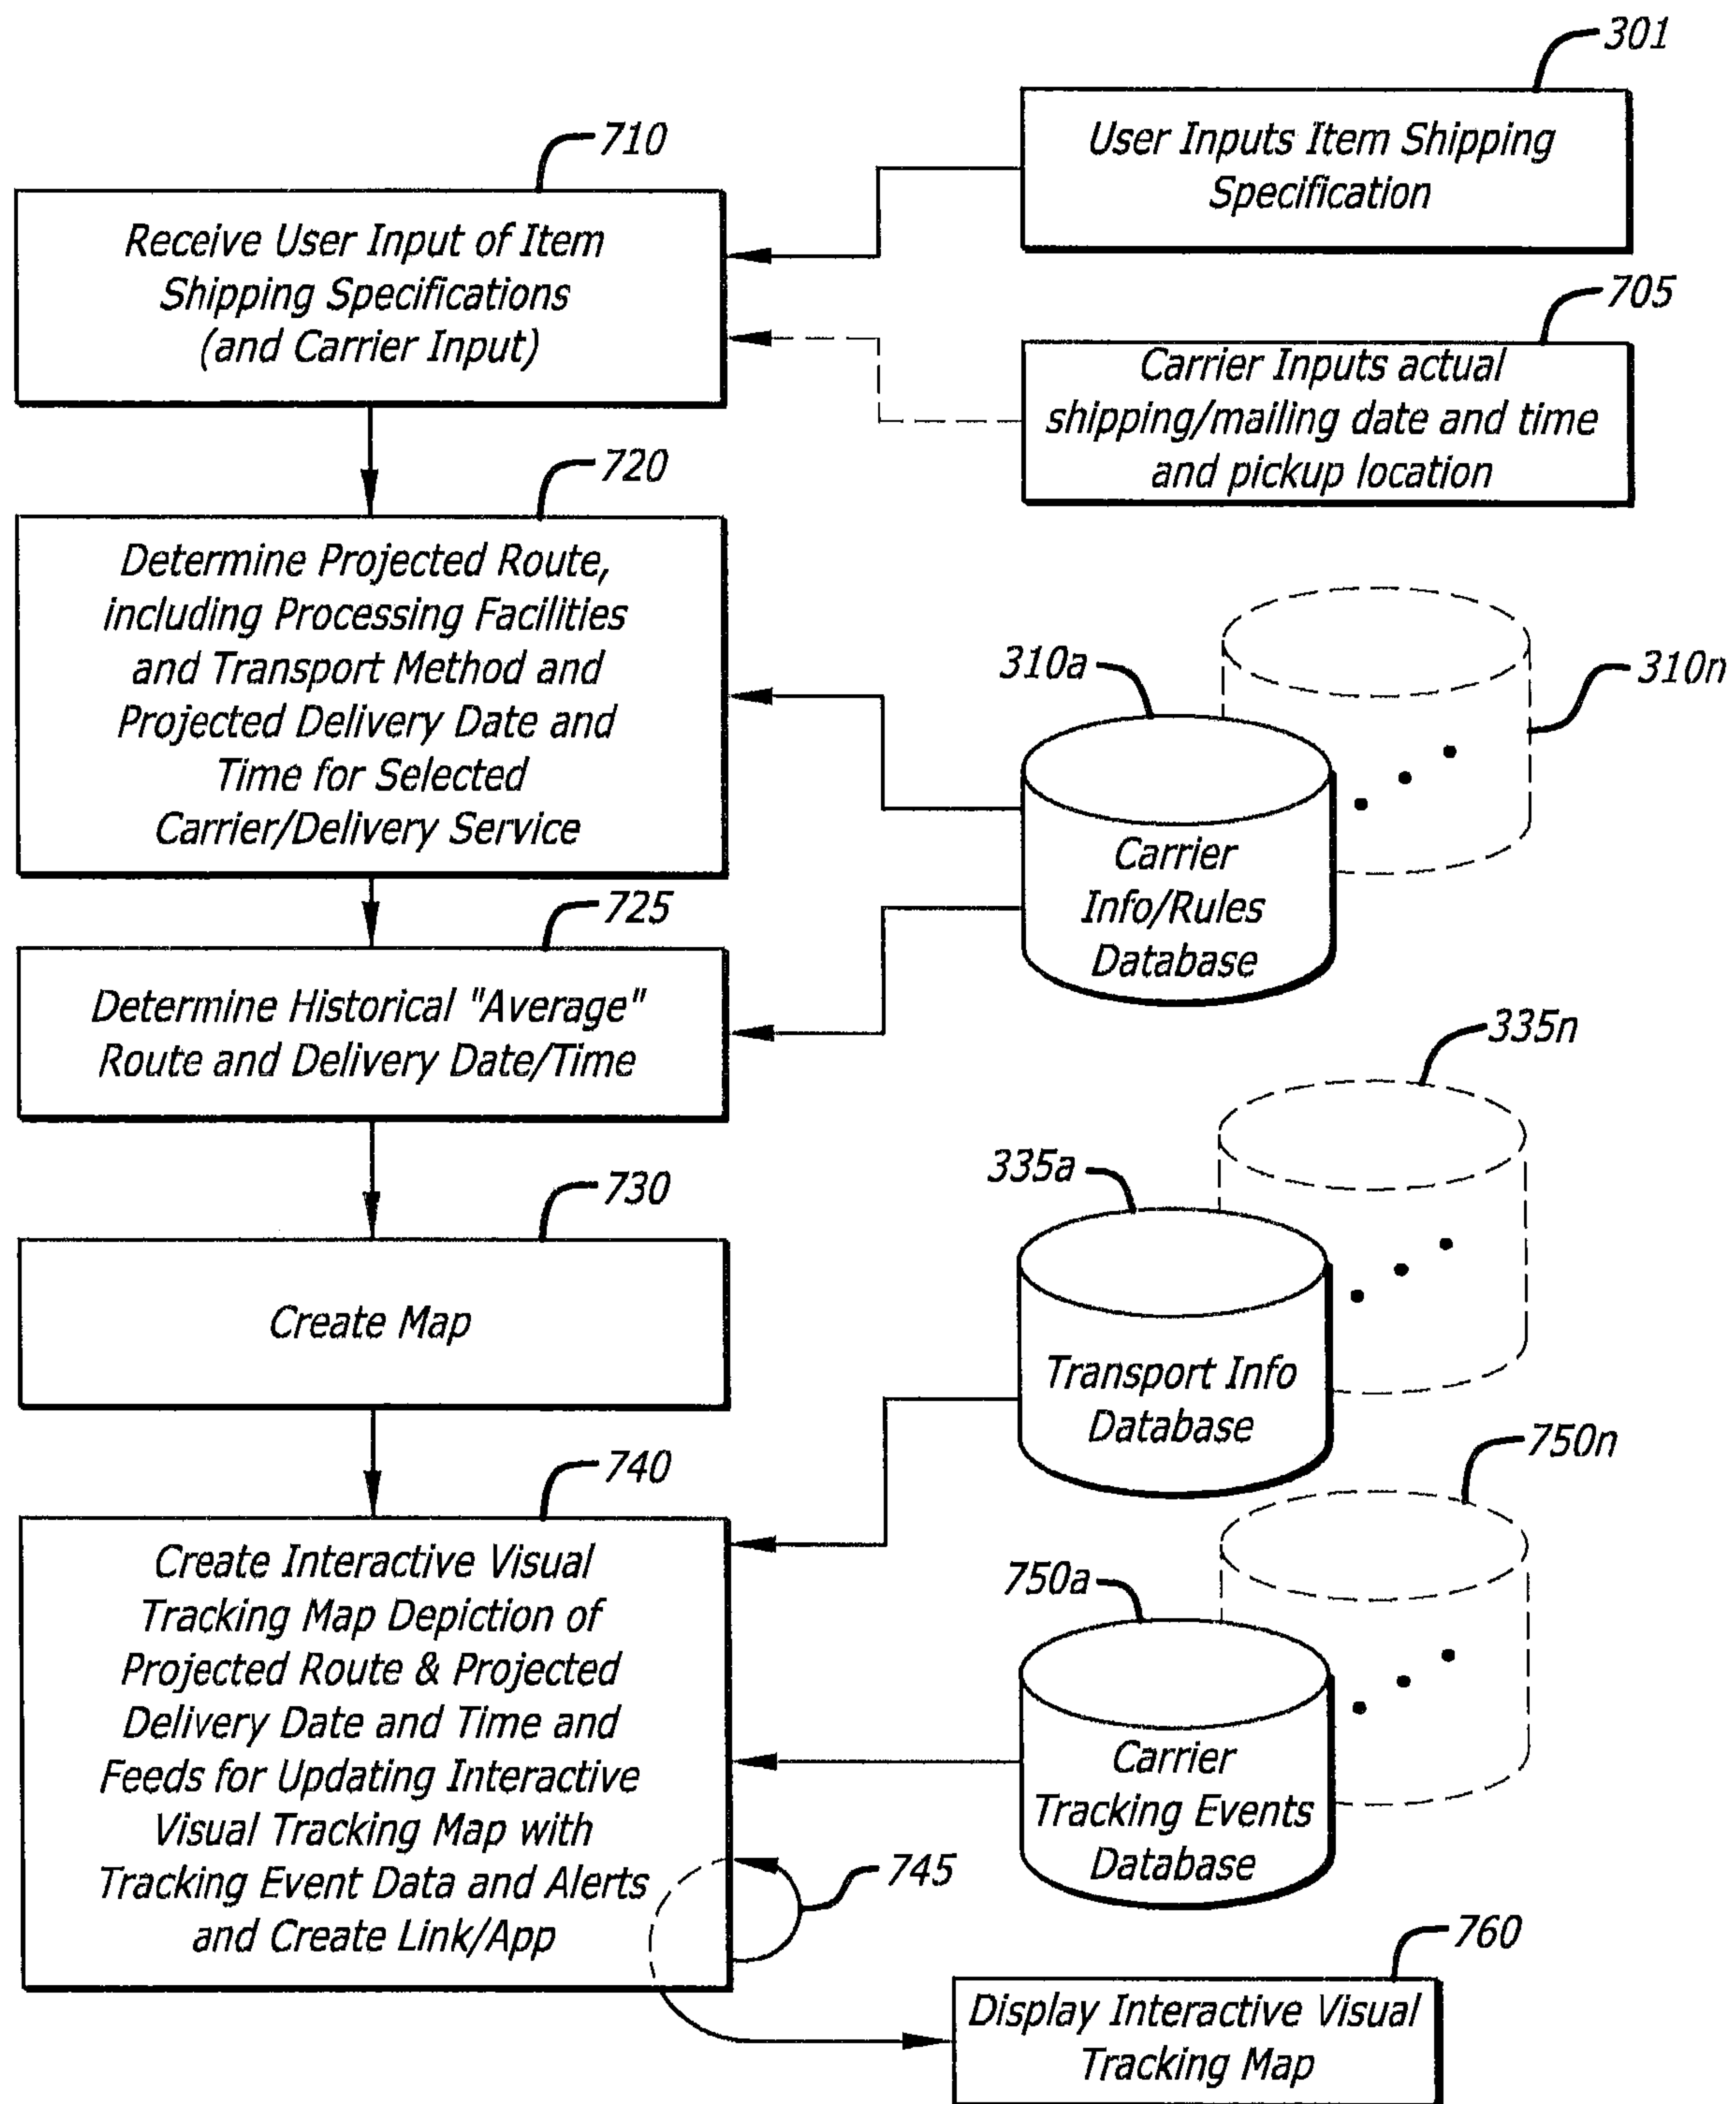 301
User Inputs Item Shipping
Specification
710
Receive User Input of Item
Shipping Specifications
(and Carrier Input)
705
Carrier Inputs actual
shipping/mailing date and time
and pickup location
720
Determine Projected Route,
including Processing Facilities
and Transport Method and
Projected Delivery Date and
Time for Selected
Carrier/Delivery Service
310a
310n
Carrier
Info/Rules
Database
725
Determine Historical "Average"
Route and Delivery Date/Time
335n
335a
Transport Info
Database
730
Create Map
740
Create Interactive Visual
Tracking Map Depiction of
Projected Route & Projected
Delivery Date and Time and
Feeds for Updating Interactive
Visual Tracking Map with
Tracking Event Data and Alerts
and Create Link/App
750n
750a
Carrier
Tracking Events
Database
745
760
Display Interactive Visual
Tracking Map